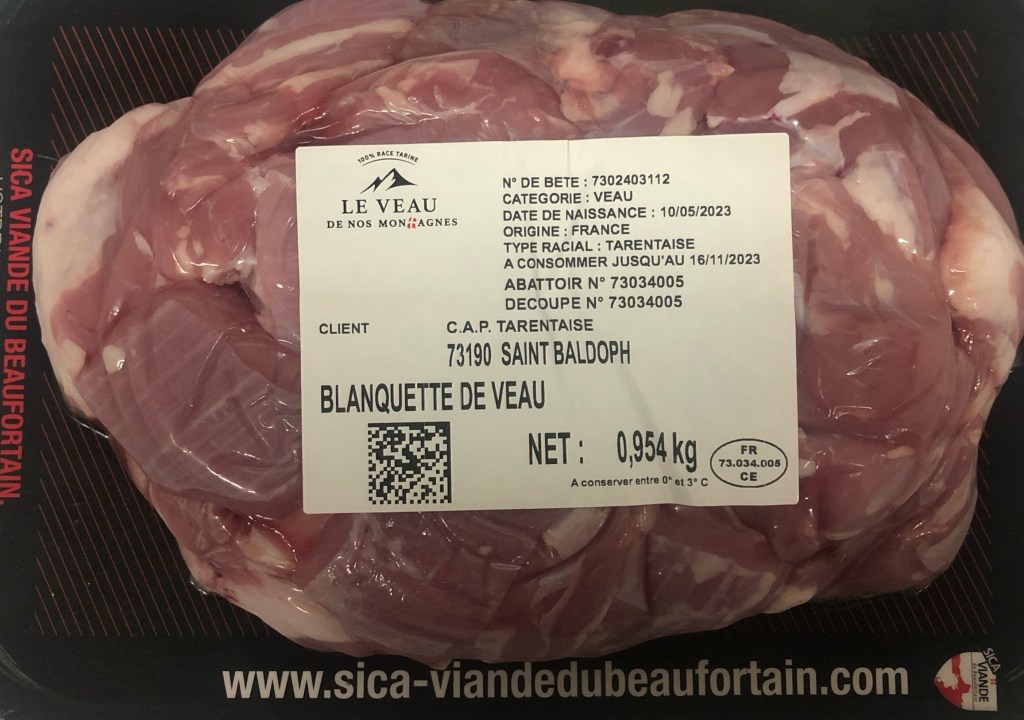 100% RACE TARINE
LE VEAU
DE NOS MONTAGNES
N° DE BETE : 7302403112
CATEGORIE : VEAU
DATE DE NAISSANCE : 10/05/2023
ORIGINE : FRANCE
TYPE RACIAL : TARENTAISE
A CONSOMMER JUSQU'AU 16/11/2023
ABATTOIR N° 73034005
DECOUPE N° 73034005
CLIENT C.A.P. TARENTAISE
73190 SAINT BALDOPH
BLANQUETTE DE VEAU
NET : 0,954 kg
A conserver entre 0° et 3° C
FR
73.034.005
CE
SICA VIANDE DU BEAUFORTAIN.
www.sica-viandedubeaufortain.com
SICA
VIANDE